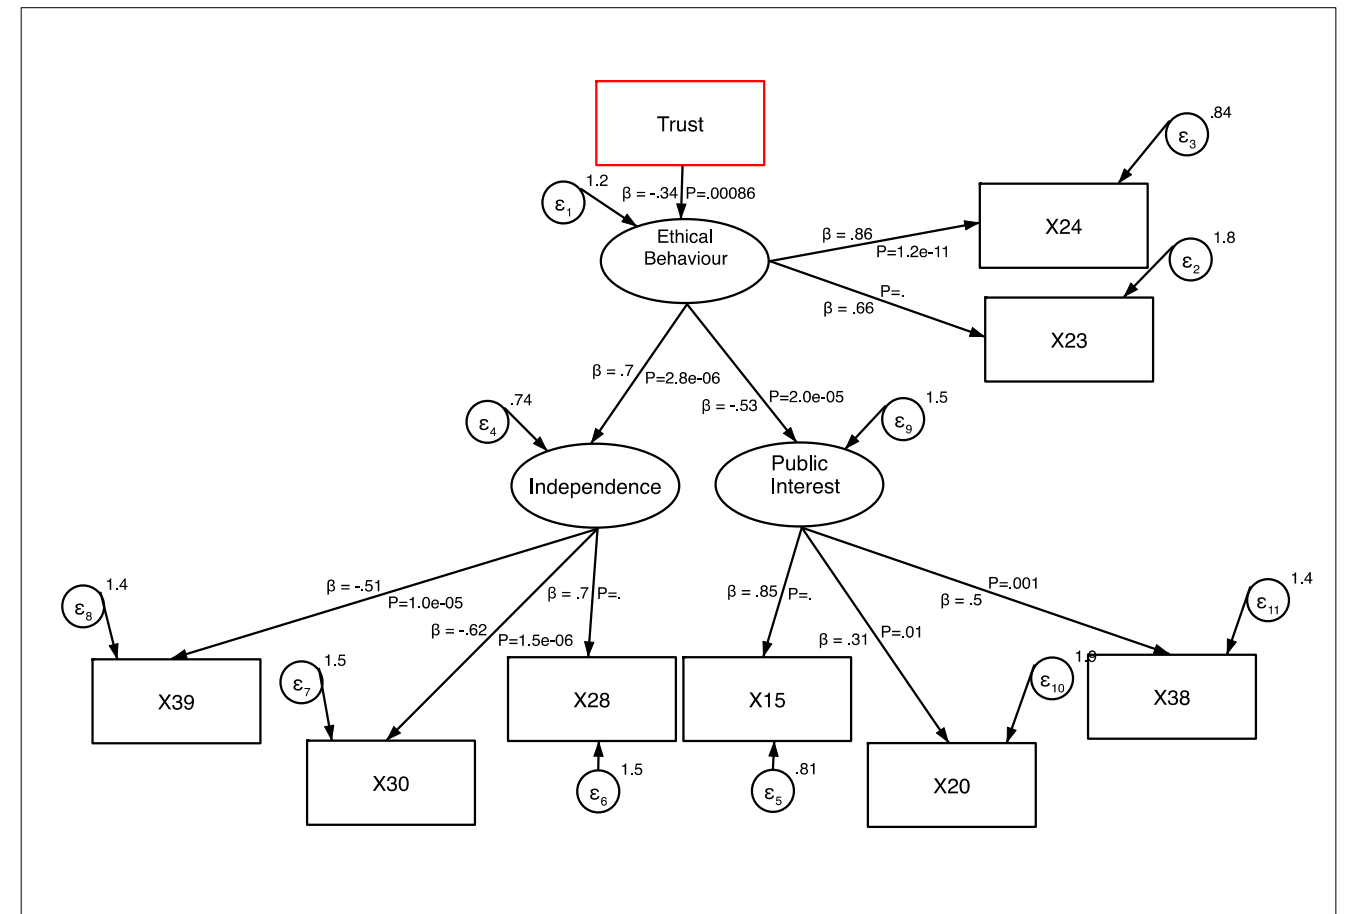 Trust
ε3 .84
β = -.34 P=.00086
ε1 1.2
Ethical
Behaviour
X24
β = .86
P=1.2e-11
ε2 1.8
P=.
β = .66
X23
β = .7 P=2.8e-06
β = -.53 P=2.0e-05
ε4 .74
ε9 1.5
Independence
Public
Interest
β = -.51
P=1.0e-05
β = -.62 P=1.5e-06
β = .7 P=.
β = .85 P=.
β = .31 P=.01
P=.001
β = .5
ε8 1.4
ε11 1.4
ε7 1.5
ε10 1.9
X39
X28
X15
X38
X30
X20
ε6 1.5
ε5 .81